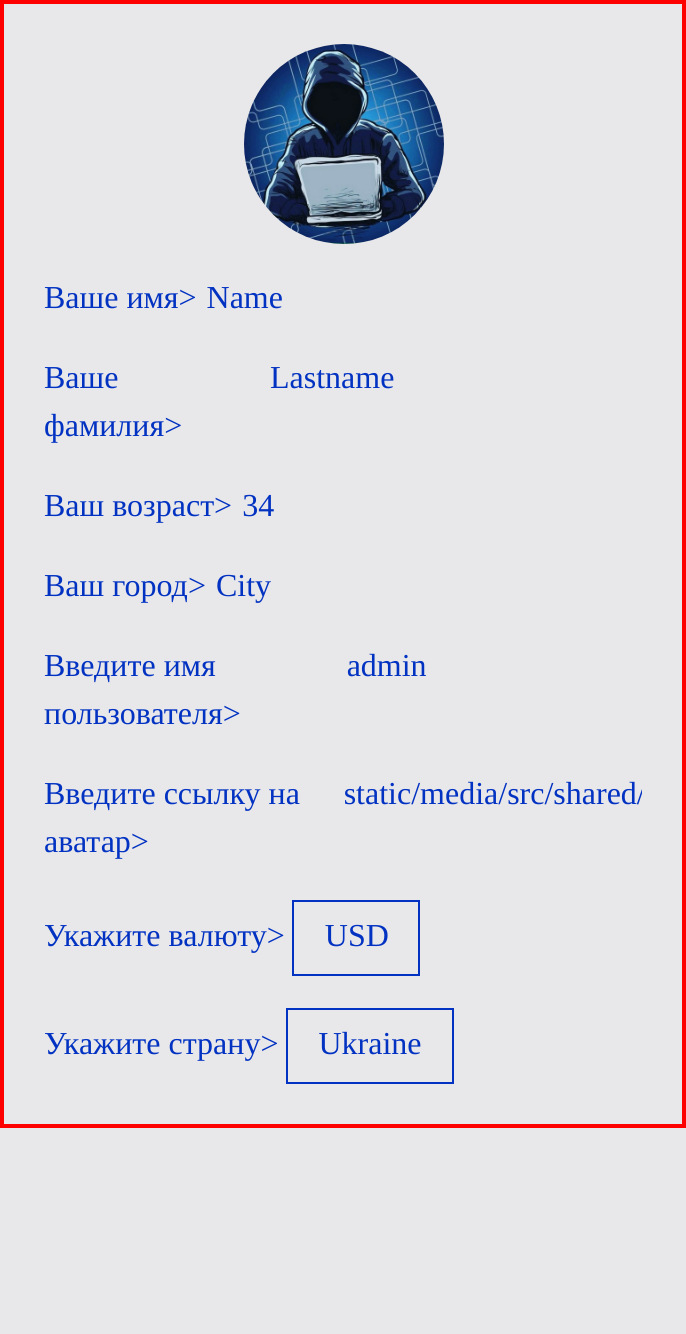 Ваше имя> Name
Ваше Lastname
фамилия>
Ваш возраст> 34
Ваш город> City
Введите имя admin
пользователя>
Введите ссылку на static/media/src/shared/
аватар>
Укажите валюту> USD
Укажите страну> Ukraine